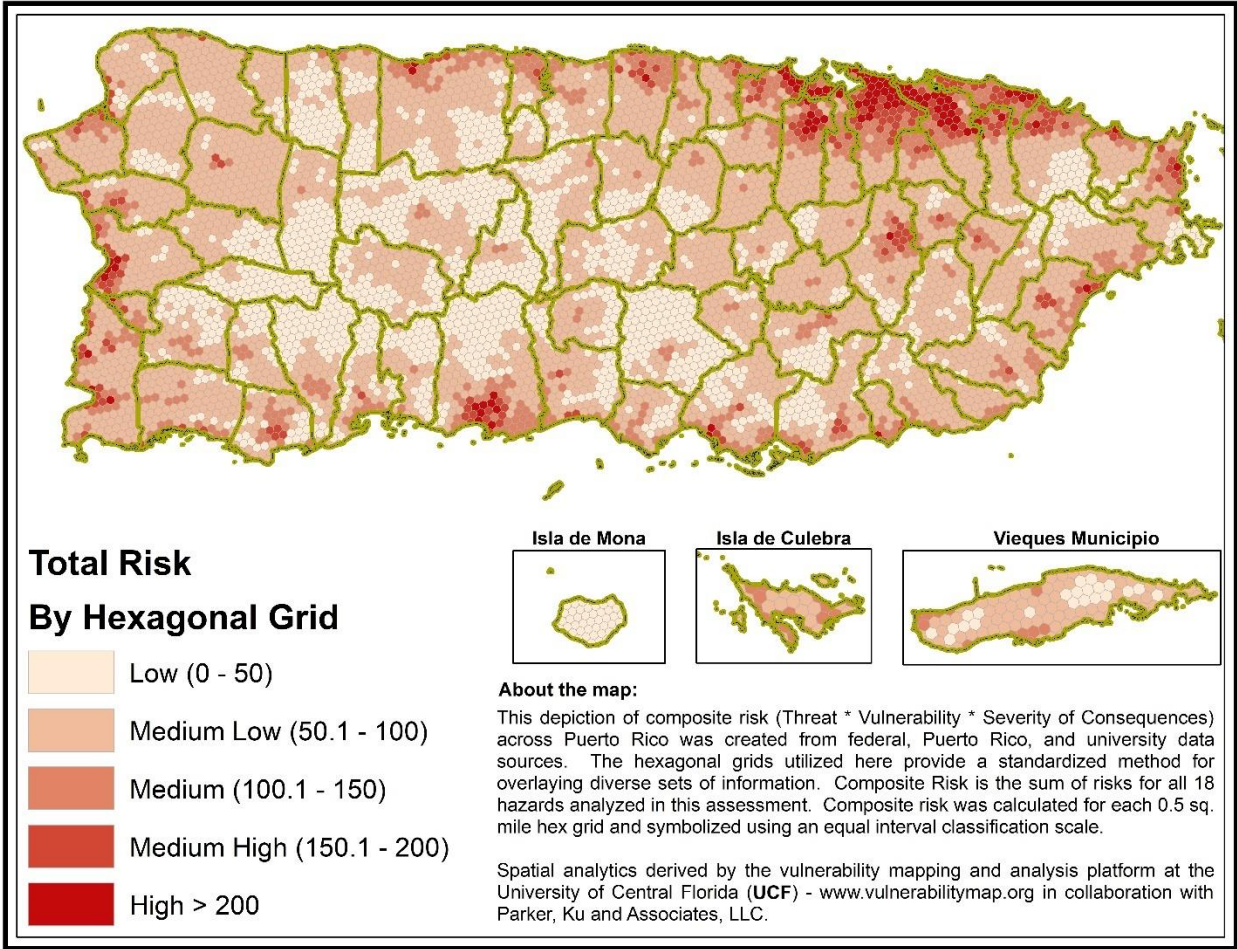 Isla de Mona
Isla de Culebra
Vieques Municipio
Total Risk
By Hexagonal Grid
Low (0 - 50)
Medium Low (50.1 - 100)
Medium (100.1 - 150)
Medium High (150.1 - 200)
High > 200
About the map:
This depiction of composite risk (Threat * Vulnerability * Severity of Consequences)
across Puerto Rico was created from federal, Puerto Rico, and university data
sources. The hexagonal grids utilized here provide a standardized method for
overlaying diverse sets of information. Composite Risk is the sum of risks for all 18
hazards analyzed in this assessment. Composite risk was calculated for each 0.5 sq.
mile hex grid and symbolized using an equal interval classification scale.
Spatial analytics derived by the vulnerability mapping and analysis platform at the
University of Central Florida (UCF) - www.vulnerabilitymap.org in collaboration with
Parker, Ku and Associates, LLC.